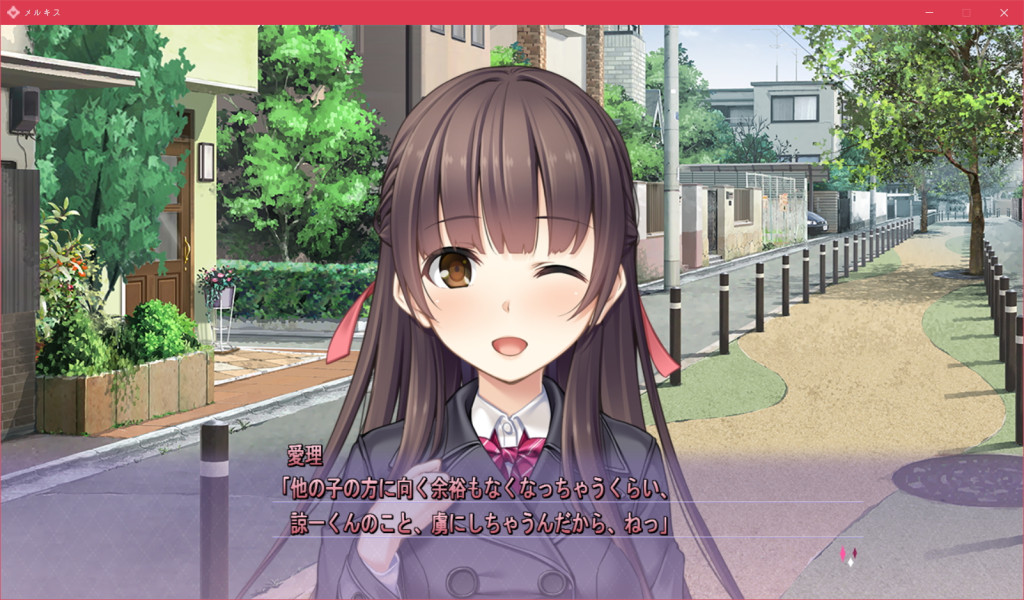 メルキス
愛理
「他の子の方に向く余裕もなくなっちゃうくらい、
諒一くんのこと、虜にしちゃうんだから、ねっ」